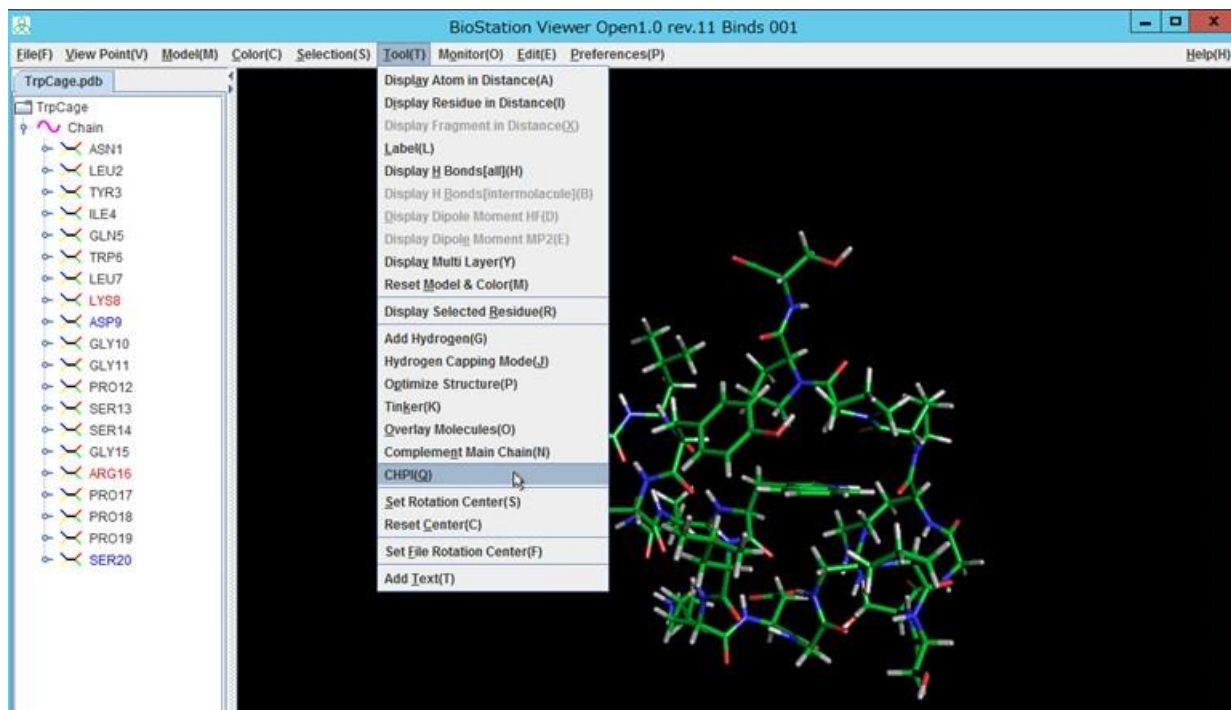 BioStation Viewer Open1.0 rev.11 Binds 001
File(F) View Point(V) Model(M) Color(C) Selection(S) Tool(T) Monitor(O) Edit(E) Preferences(P) Help(H)
TrpCage.pdb
TrpCage
Chain
ASN1
LEU2
TYR3
ILE4
GLN5
TRP6
LEU7
LYS8
ASP9
GLY10
GLY11
PRO12
SER13
SER14
GLY15
ARG16
PRO17
PRO18
PRO19
SER20
Display Atom in Distance(A)
Display Residue in Distance(I)
Display Fragment in Distance(X)
Label(L)
Display H Bonds[all](H)
Display H Bonds[intermolacule](B)
Display Dipole Moment HF(D)
Display Dipole Moment MP2(E)
Display Multi Layer(Y)
Reset Model & Color(M)
Display Selected Residue(R)
Add Hydrogen(G)
Hydrogen Capping Mode(J)
Optimize Structure(P)
Tinker(K)
Overlay Molecules(O)
Complement Main Chain(N)
CHPI(Q)
Set Rotation Center(S)
Reset Center(C)
Set File Rotation Center(F)
Add Text(T)